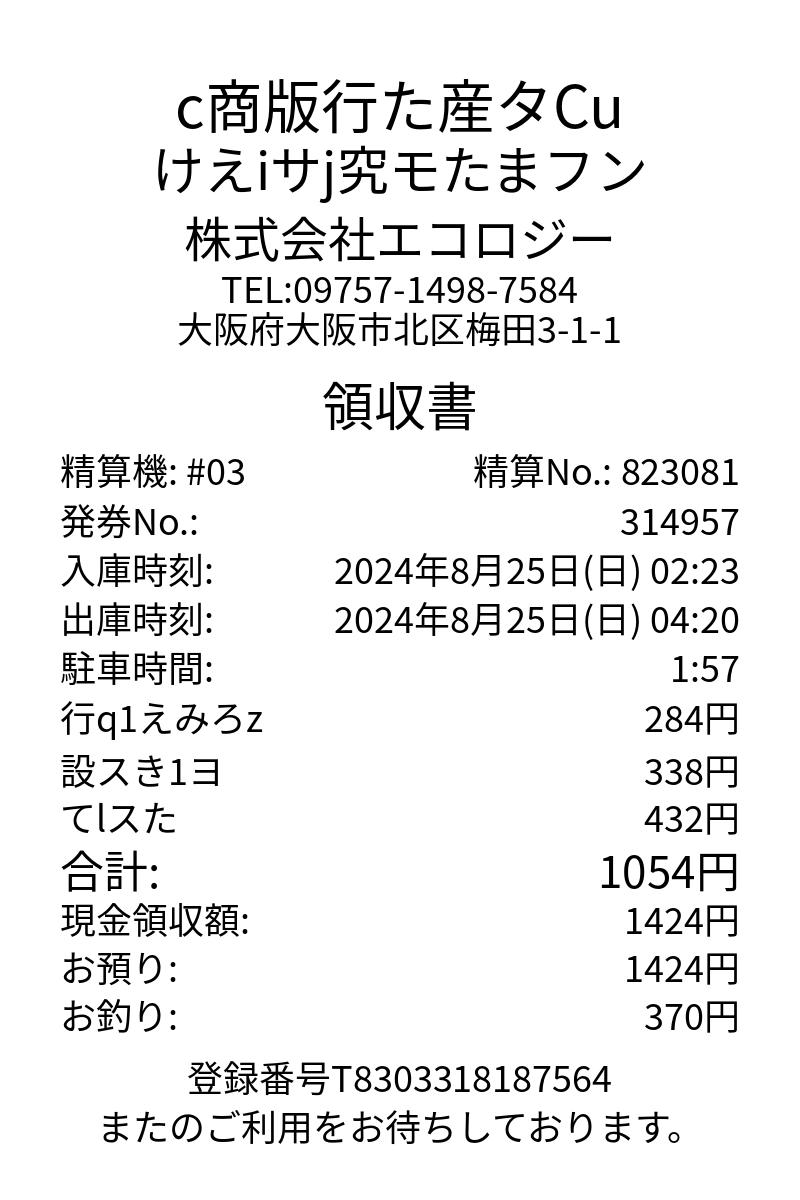 c商版行た産タCu
けえiサj究モたまフン
株式会社エコロジー
TEL:09757-1498-7584
大阪府大阪市北区梅田3-1-1
領収書
精算機: #03 精算No.: 823081
発券No.: 314957
入庫時刻: 2024年8月25日(日) 02:23
出庫時刻: 2024年8月25日(日) 04:20
駐車時間: 1:57
行q1えみろz 284円
設スき1ヨ 338円
てlスた 432円
合計: 1054円
現金領収額: 1424円
お預り: 1424円
お釣り: 370円
登録番号T8303318187564
またのご利用をお待ちしております。